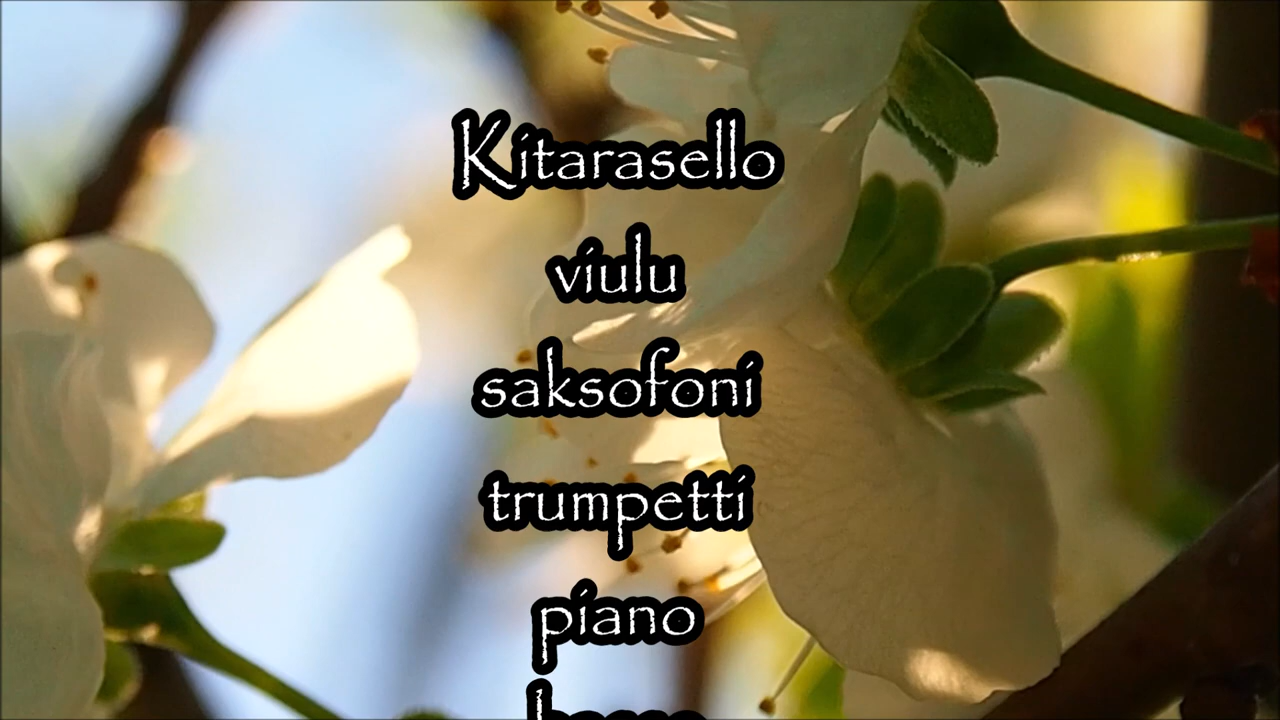 Kitarasello
viulu
saksofoni
trumpetti
piano